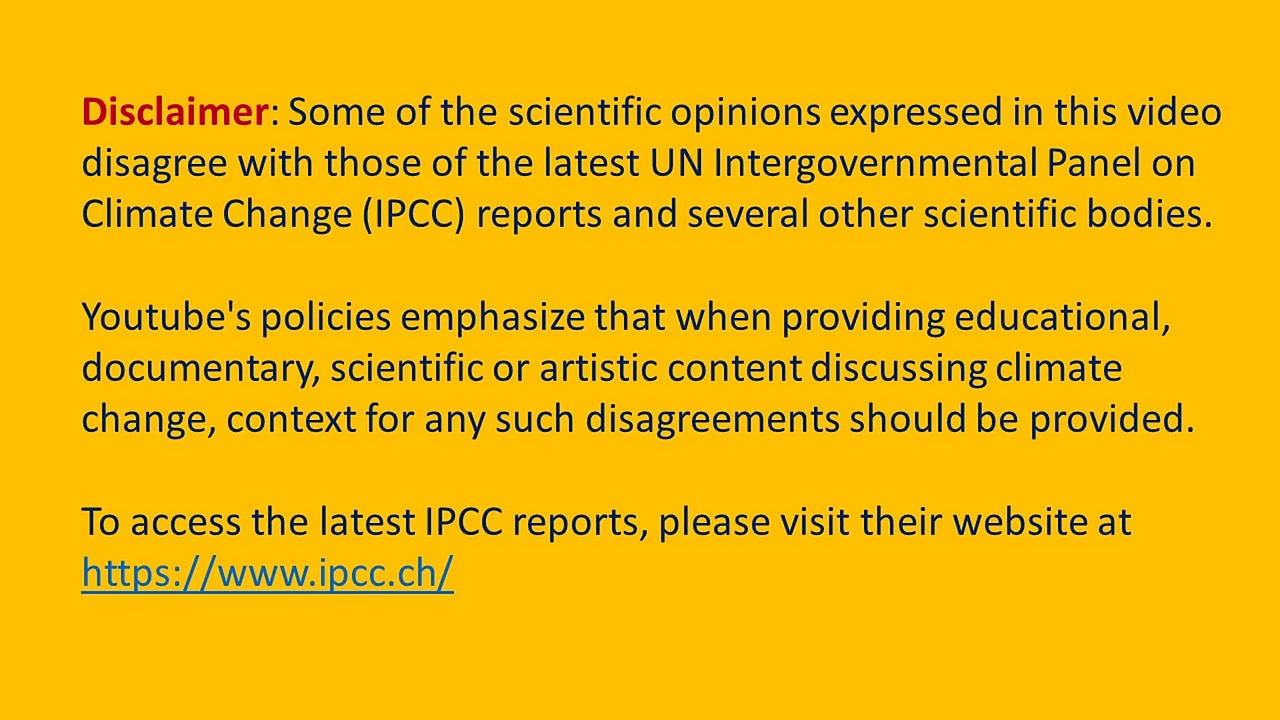 Disclaimer: Some of the scientific opinions expressed in this video
disagree with those of the latest UN Intergovernmental Panel on
Climate Change (IPCC) reports and several other scientific bodies.
Youtube's policies emphasize that when providing educational,
documentary, scientific or artistic content discussing climate
change, context for any such disagreements should be provided.
To access the latest IPCC reports, please visit their website at
https://www.ipcc.ch/